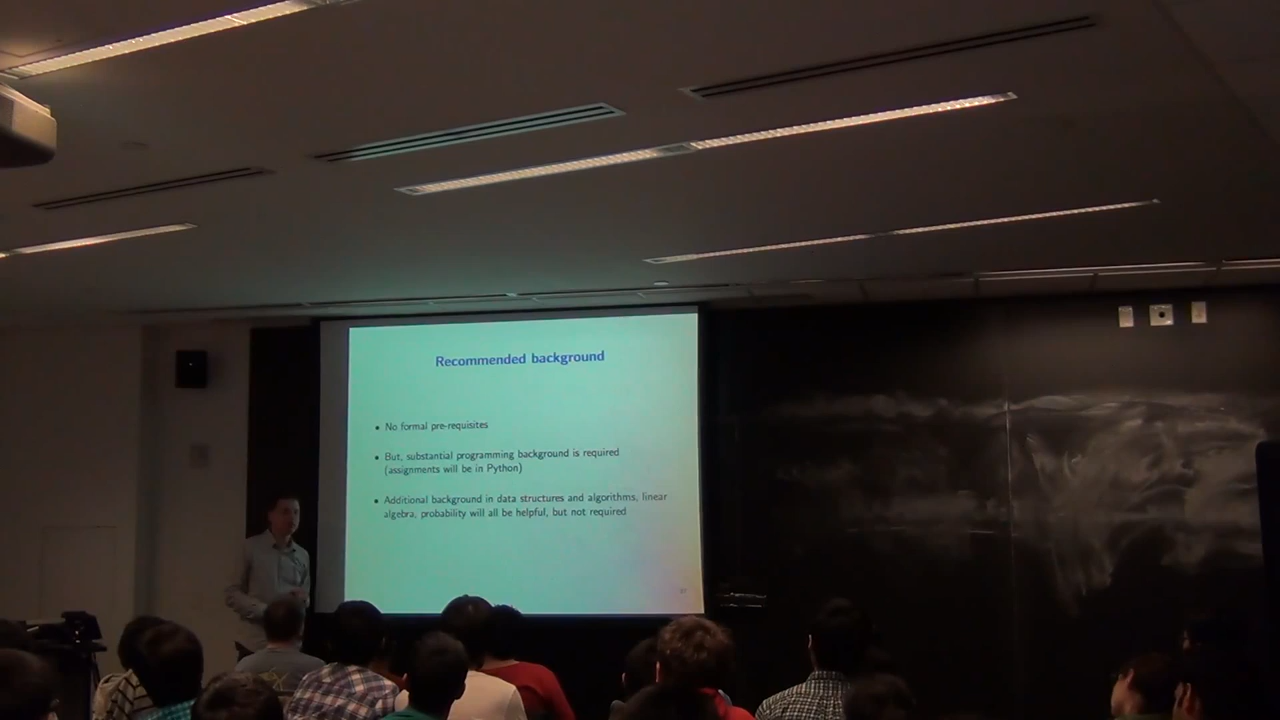 Recommended background
• No formal pre-requisites
• But, substantial programming background is required
(assignments will be in Python)
• Additional background in data structures and algorithms, linear
algebra, probability will all be helpful, but not required